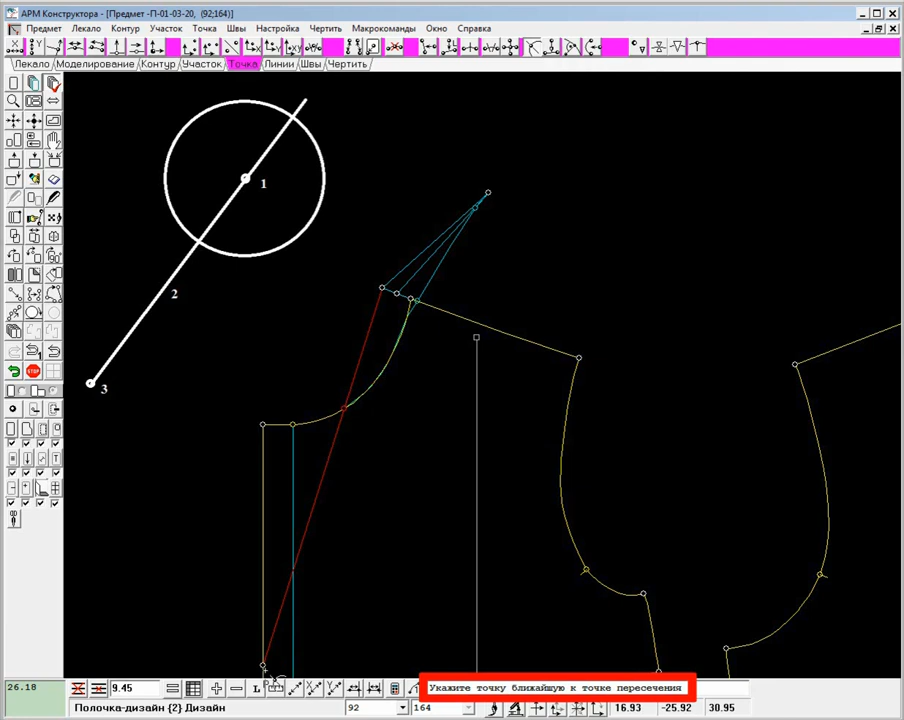 АРМ Конструктора - [Предмет -П-01-03-20, (92;164)]
Предмет Лекало Контур Участок Точка Швы Настройка Чертить Макрокоманды Окно Справка
Лекало Моделирование Контур Участок Точка Линии Швы Чертить
1
2
3
STOP
26.18 9.45 = L Укажите точку ближайшую к точке пересечения
Полочка-дизайн {2} Дизайн 92 164 16.93 -25.92 30.95